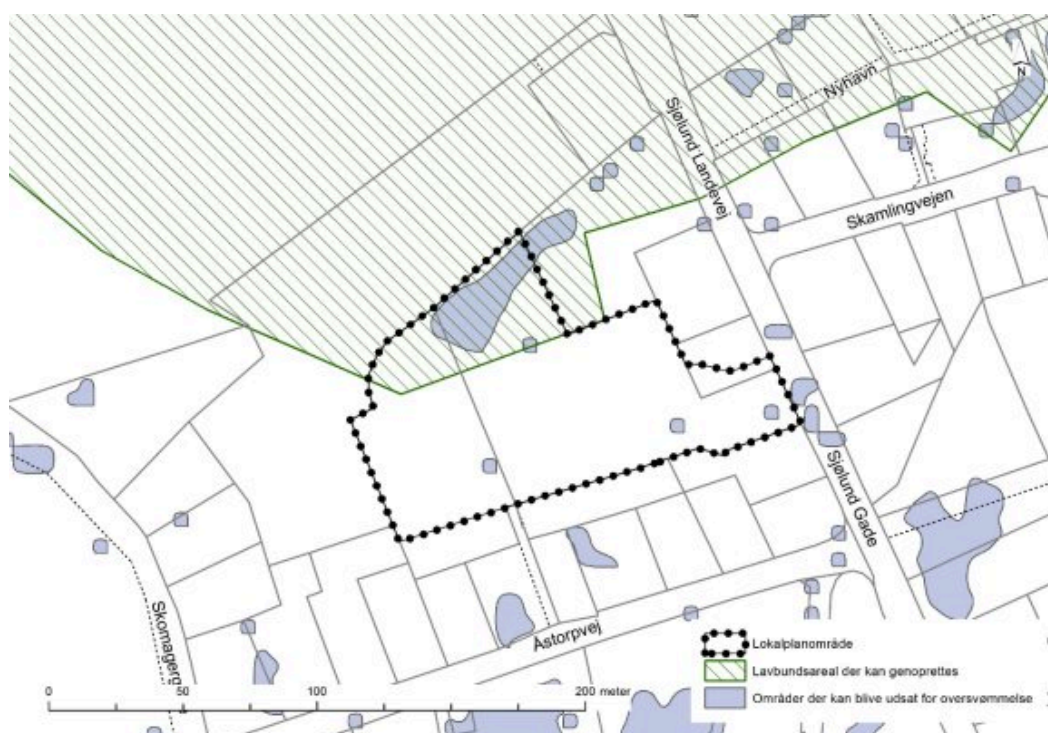 Nyhavn
Sjølund Landevej
Skamlingvejen
Sjølund Gade
Åstorpvej
Lokalplanområde
Lavbundsareal der kan genoprettes
Områder der kan blive udsat for oversvømmelse
0 50 100 200 meter